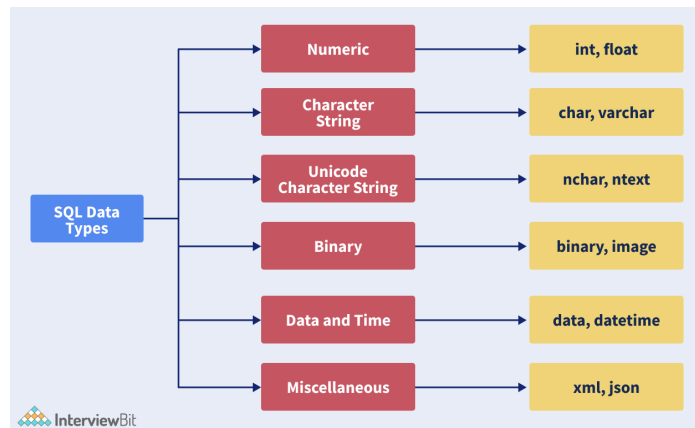 Numeric
int, float
Character
String
char, varchar
Unicode
Character String
nchar, ntext
SQL Data
Types
Binary
binary, image
Data and Time
data, datetime
Miscellaneous
xml, json
InterviewBit